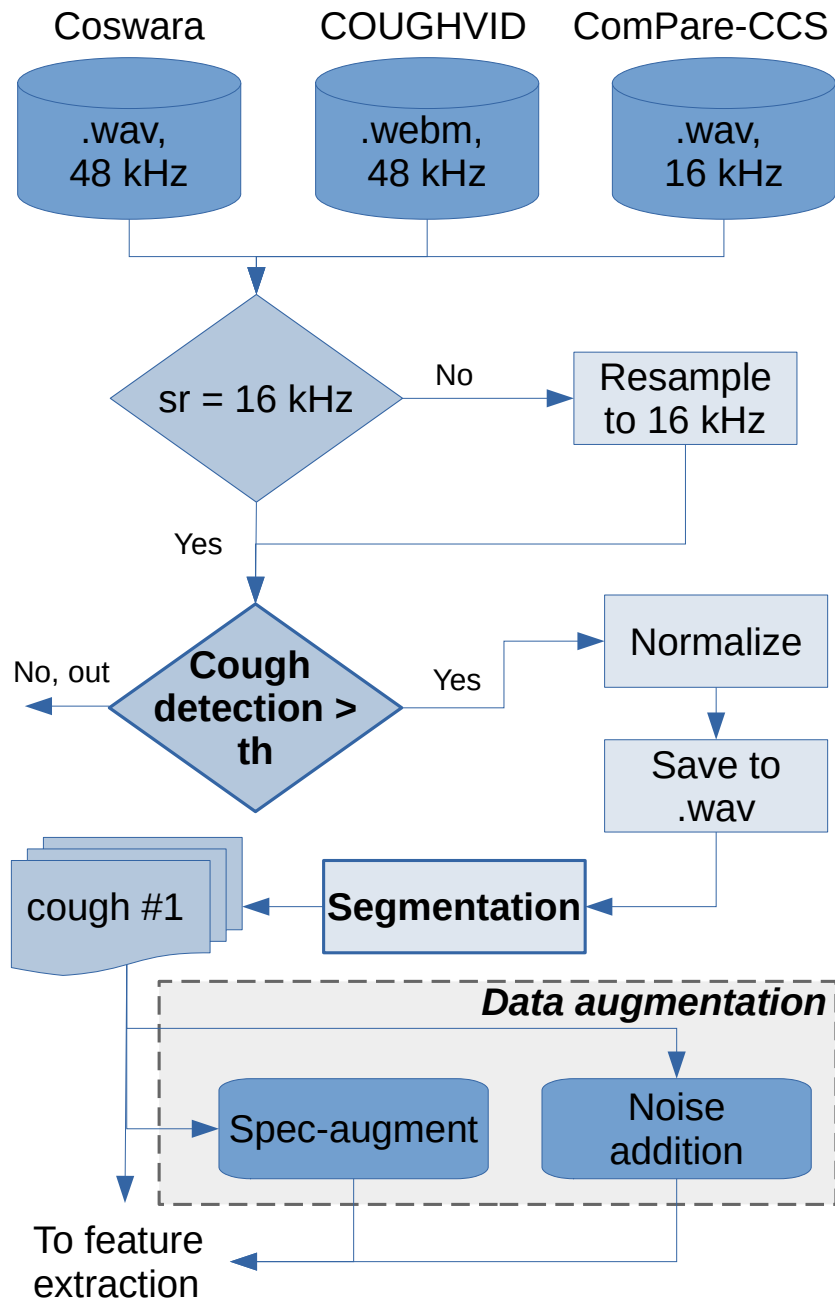 Coswara
COUGHVID
ComPare-CCS
.wav,
48 kHz
.webm,
48 kHz
.wav,
16 kHz
sr = 16 kHz
No
Resample
to 16 kHz
Yes
Cough
detection >
th
No, out
Yes
Normalize
Save to
.wav
Segmentation
cough #1
Data augmentation
Spec-augment
Noise
addition
To feature
extraction